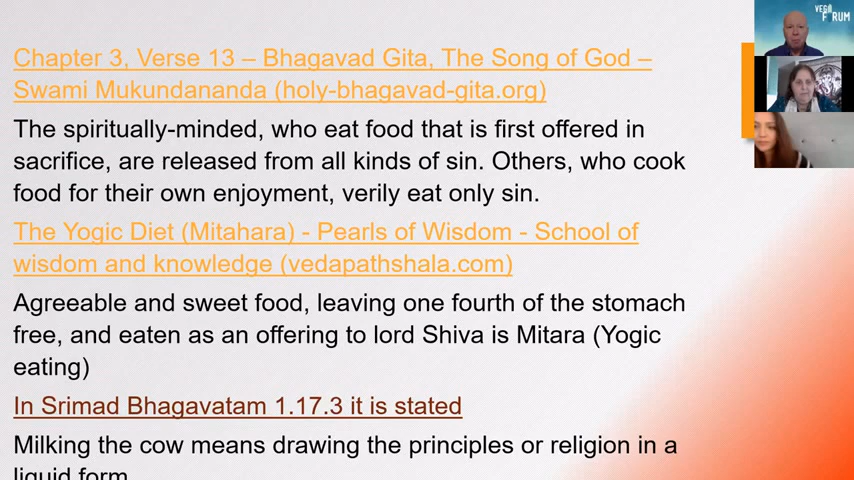 Chapter 3, Verse 13 – Bhagavad Gita, The Song of God –
Swami Mukundananda (holy-bhagavad-gita.org)
The spiritually-minded, who eat food that is first offered in
sacrifice, are released from all kinds of sin. Others, who cook
food for their own enjoyment, verily eat only sin.
The Yogic Diet (Mitahara) - Pearls of Wisdom - School of
wisdom and knowledge (vedapathshala.com)
Agreeable and sweet food, leaving one fourth of the stomach
free, and eaten as an offering to lord Shiva is Mitara (Yogic
eating)
In Srimad Bhagavatam 1.17.3 it is stated
Milking the cow means drawing the principles or religion in a
liquid form
VEGO
FORUM